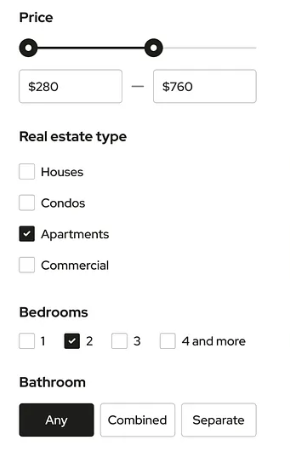 Price
$280 — $760
Real estate type
Houses
Condos
Apartments
Commercial
Bedrooms
1 2 3 4 and more
Bathroom
Any Combined Separate